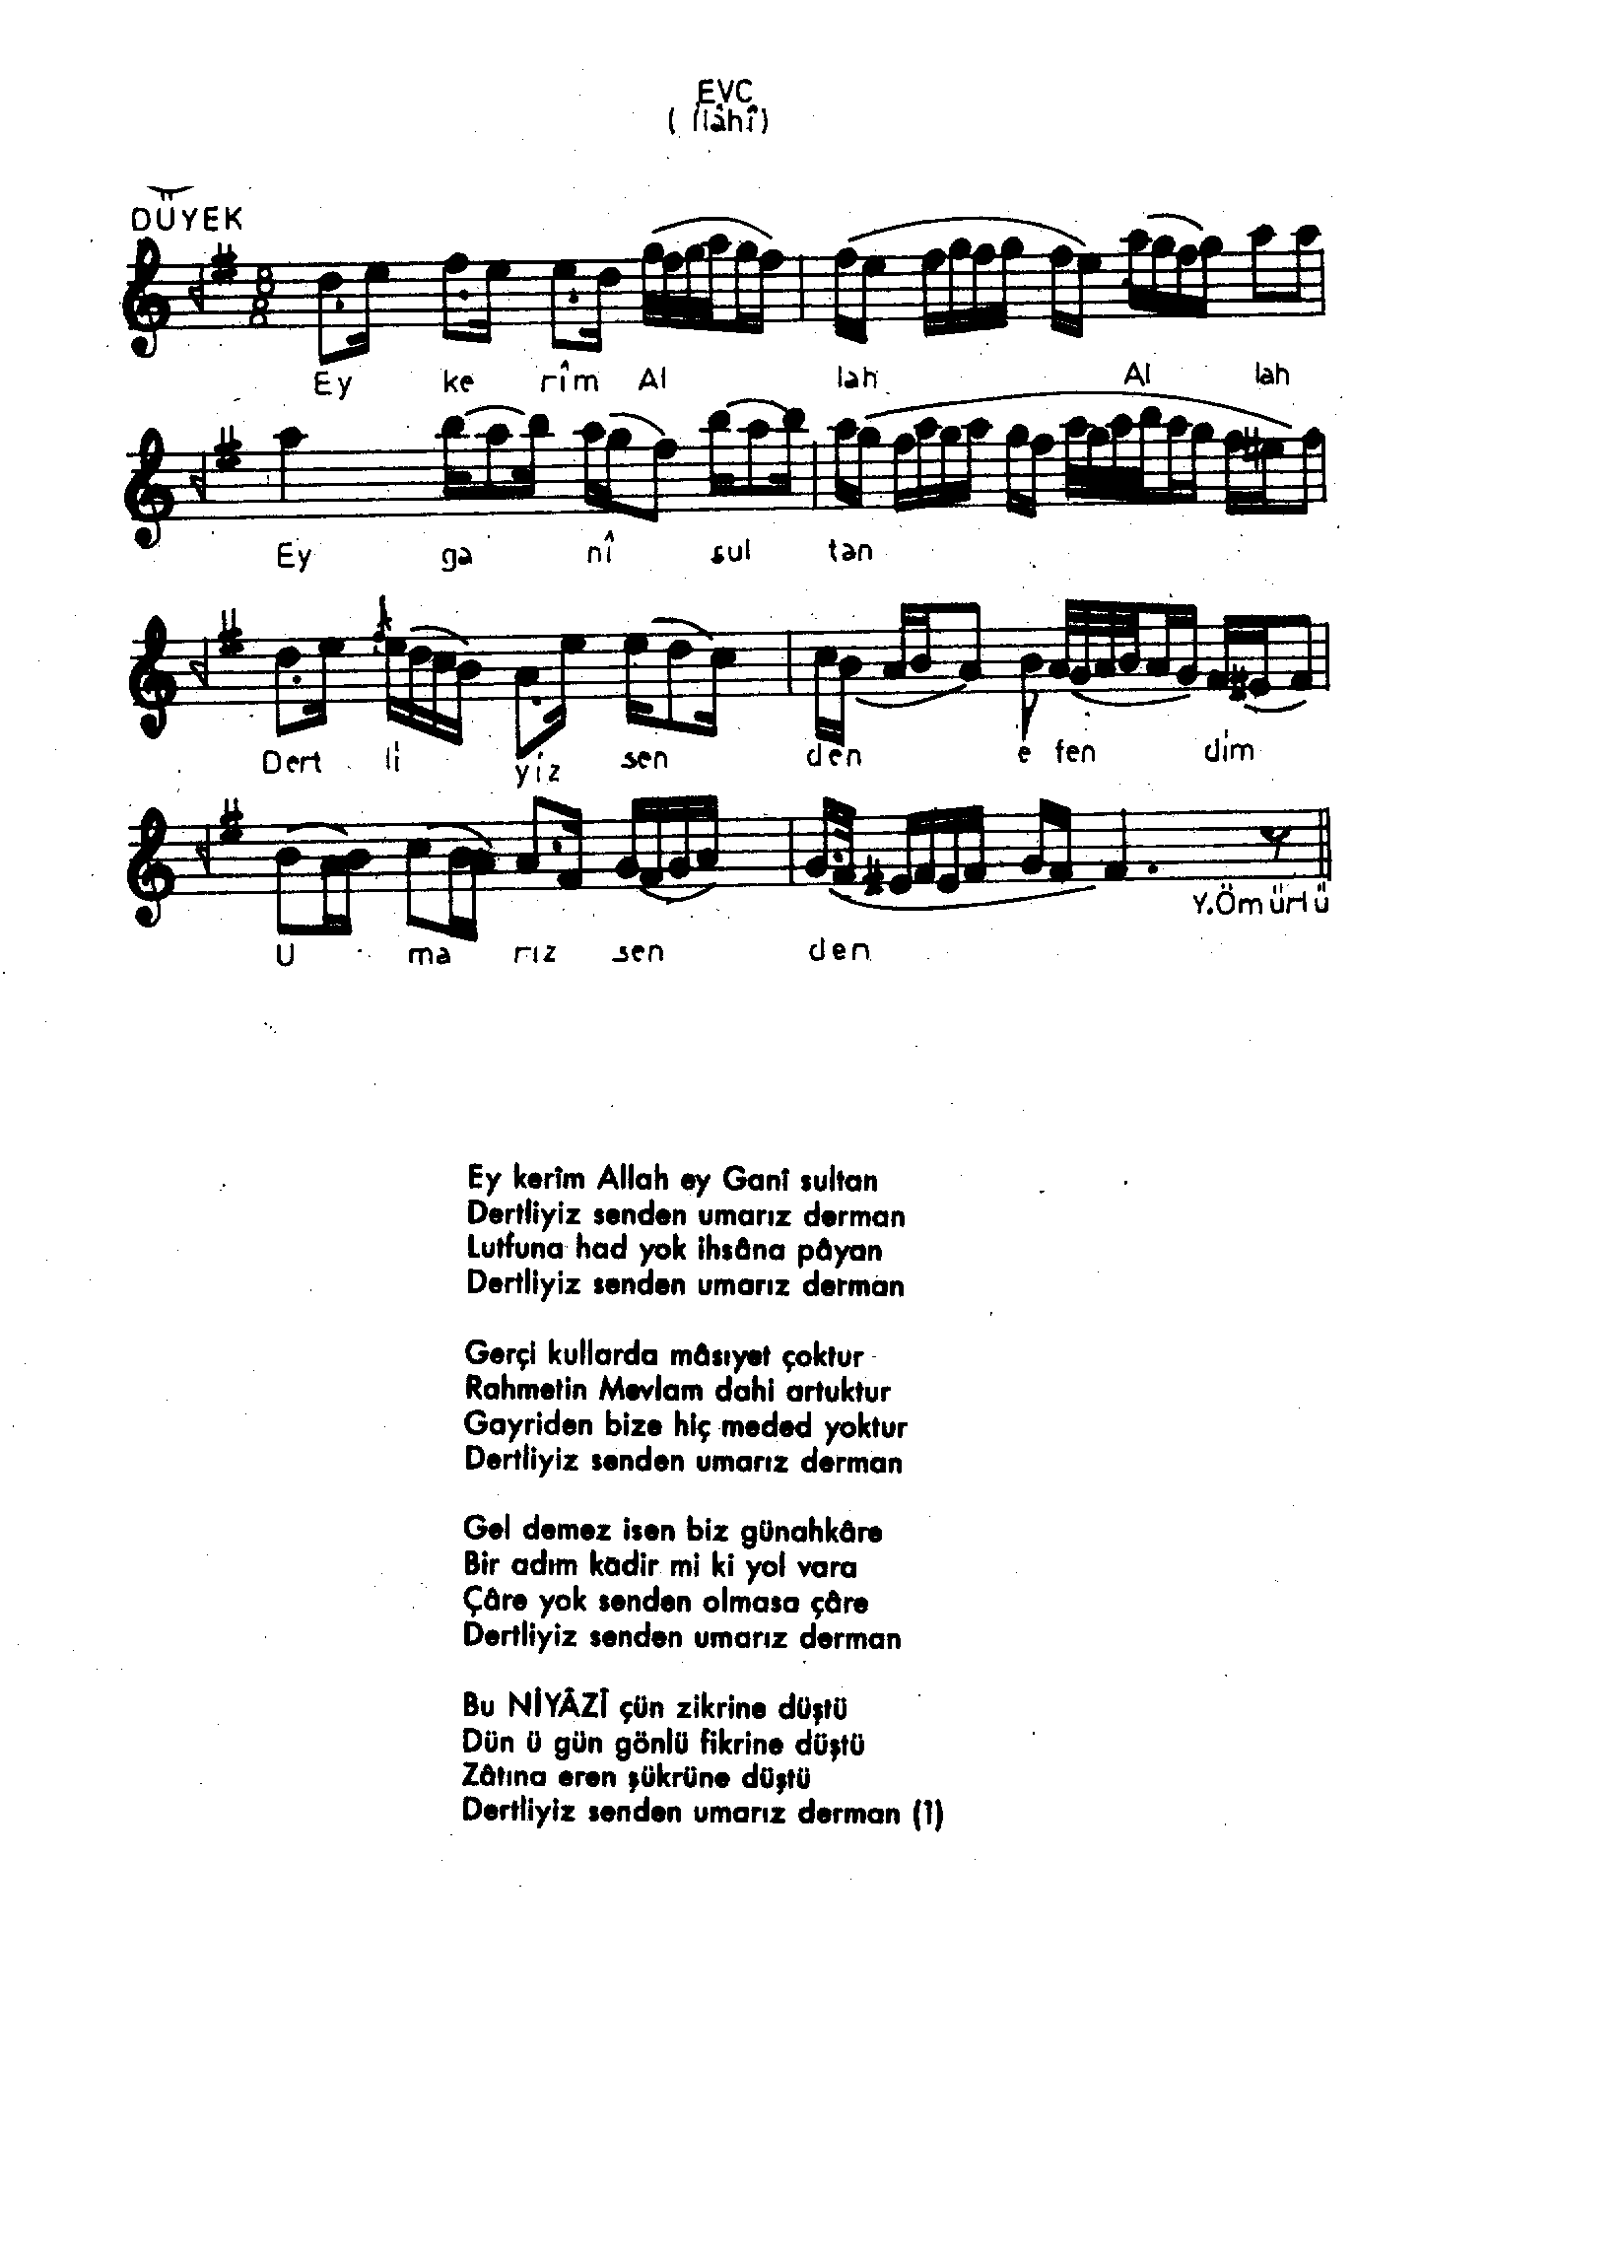 EVC
( İlâhî)
DÜYEK
8
Ey ke rîm Al lah Al lah
Ey ga nî sul tan
Dert li yiz sen den e fen dim
Y.Ömürlü
U ma rız sen den
Ey kerîm Allah ey Ganî sultan
Dertliyiz senden umarız derman
Lutfuna had yok ihsâna pâyan
Dertliyiz senden umarız derman
Gerçi kullarda mâsıyet çoktur
Rahmetin Mevlam dahi artuktur
Gayriden bize hiç meded yoktur
Dertliyiz senden umarız derman
Gel demez isen biz günahkâre
Bir adım kadir mi ki yol vara
Çâre yok senden olmasa çâre
Dertliyiz senden umarız derman
Bu NİYÂZÎ çün zikrine düştü
Dün ü gün gönlü fikrine düştü
Zâtına eren şükrüne düştü
Dertliyiz senden umarız derman (1)